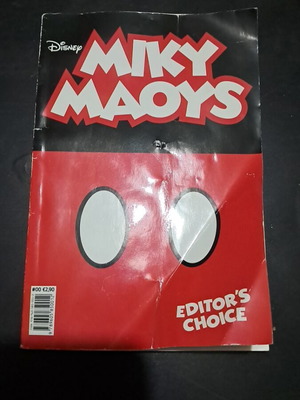 Disney
MIKY
MAOYS
EDITOR'S
CHOICE
#00 €2,90